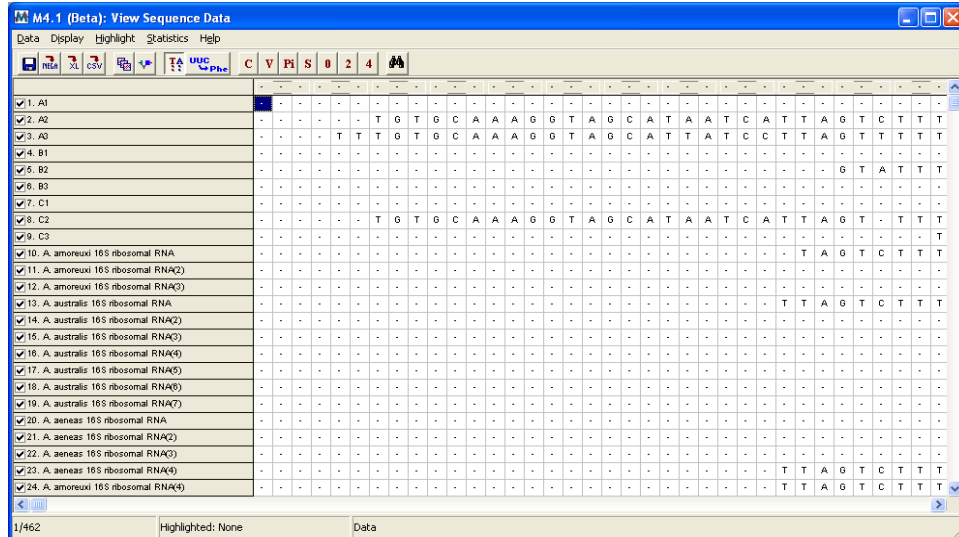 M4.1 (Beta): View Sequence Data
Data Display Highlight Statistics Help
MEGA XL CSV TA UUC Phe C V Pi S 0 2 4
1. A1 - - - - - - - - - - - - - - - - - - - - - - - - - - - - - - - - - - - -
2. A2 - - - - - - T G T G C A A A G G T A G C A T A A T C A T T A G T C T T T
3. A3 - - - - T T T G T G C A A A G G T A G C A T T A T C C T T A G T T T T T
4. B1 - - - - - - - - - - - - - - - - - - - - - - - - - - - - - - - - - - - -
5. B2 - - - - - - - - - - - - - - - - - - - - - - - - - - - - - - G T A T T T
6. B3 - - - - - - - - - - - - - - - - - - - - - - - - - - - - - - - - - - - -
7. C1 - - - - - - - - - - - - - - - - - - - - - - - - - - - - - - - - - - - -
8. C2 - - - - - - T G T G C A A A G G T A G C A T A A T C A T T A G T - T T T
9. C3 - - - - - - - - - - - - - - - - - - - - - - - - - - - - - - - - - - - T
10. A. amoreuxi 16S ribosomal RNA - - - - - - - - - - - - - - - - - - - - - - - - - - - - T A G T C T T T
11. A. amoreuxi 16S ribosomal RNA(2) - - - - - - - - - - - - - - - - - - - - - - - - - - - - - - - - - - - -
12. A. amoreuxi 16S ribosomal RNA(3) - - - - - - - - - - - - - - - - - - - - - - - - - - - - - - - - - - - -
13. A. australis 16S ribosomal RNA - - - - - - - - - - - - - - - - - - - - - - - - - - - T T A G T C T T T
14. A. australis 16S ribosomal RNA(2) - - - - - - - - - - - - - - - - - - - - - - - - - - - - - - - - - - - -
15. A. australis 16S ribosomal RNA(3) - - - - - - - - - - - - - - - - - - - - - - - - - - - - - - - - - - - -
16. A. australis 16S ribosomal RNA(4) - - - - - - - - - - - - - - - - - - - - - - - - - - - - - - - - - - - -
17. A. australis 16S ribosomal RNA(5) - - - - - - - - - - - - - - - - - - - - - - - - - - - - - - - - - - - -
18. A. australis 16S ribosomal RNA(6) - - - - - - - - - - - - - - - - - - - - - - - - - - - - - - - - - - - -
19. A. australis 16S ribosomal RNA(7) - - - - - - - - - - - - - - - - - - - - - - - - - - - - - - - - - - - -
20. A. aeneas 16S ribosomal RNA - - - - - - - - - - - - - - - - - - - - - - - - - - - - - - - - - - - -
21. A. aeneas 16S ribosomal RNA(2) - - - - - - - - - - - - - - - - - - - - - - - - - - - - - - - - - - - -
22. A. aeneas 16S ribosomal RNA(3) - - - - - - - - - - - - - - - - - - - - - - - - - - - - - - - - - - - -
23. A. aeneas 16S ribosomal RNA(4) - - - - - - - - - - - - - - - - - - - - - - - - - - - T T A G T C T T T
24. A. amoreuxi 16S ribosomal RNA(4) - - - - - - - - - - - - - - - - - - - - - - - - - - - T T A G T C T T T
1/462 Highlighted: None Data